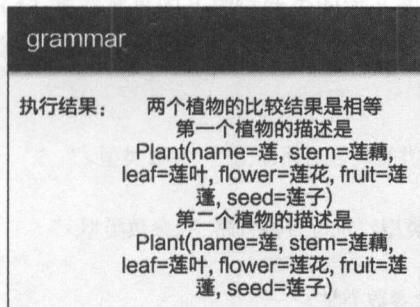 grammar
执行结果： 两个植物的比较结果是相等
第一个植物的描述是
Plant(name=莲, stem=莲藕,
leaf=莲叶, flower=莲花, fruit=莲
蓬, seed=莲子)
第二个植物的描述是
Plant(name=莲, stem=莲藕,
leaf=莲叶, flower=莲花, fruit=莲
蓬, seed=莲子)